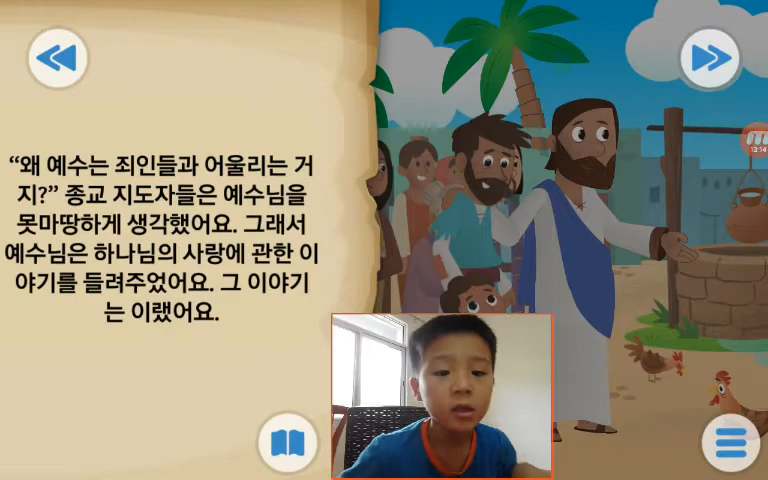 “왜 예수는 죄인들과 어울리는 거
지?” 종교 지도자들은 예수님을
못마땅하게 생각했어요. 그래서
예수님은 하나님의 사랑에 관한 이
야기를 들려주었어요. 그 이야기
는 이랬어요.
13:14